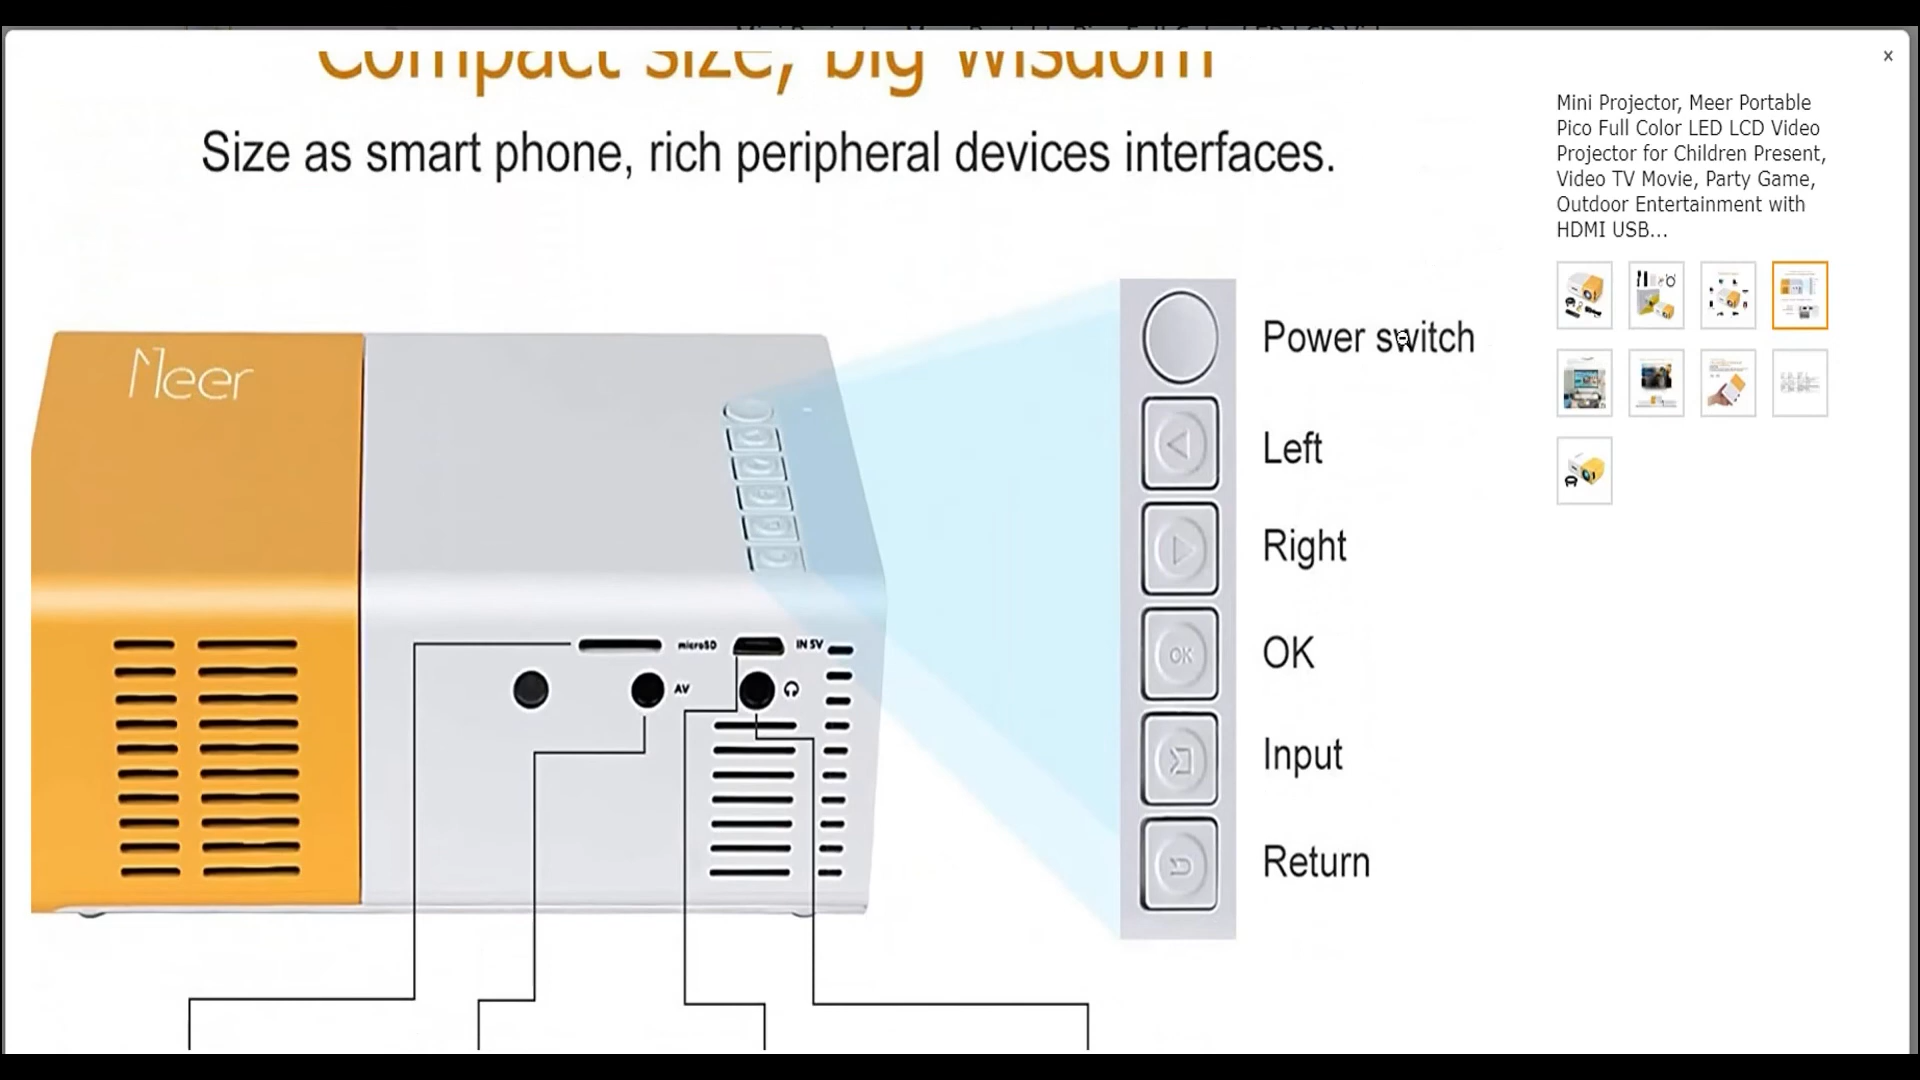 Compact size, big wisdom
Size as smart phone, rich peripheral devices interfaces.
×
Mini Projector, Meer Portable
Pico Full Color LED LCD Video
Projector for Children Present,
Video TV Movie, Party Game,
Outdoor Entertainment with
HDMI USB...
Meer
Power switch
Left
Right
OK
OK
Input
Return
microSD
IN 5V
AV